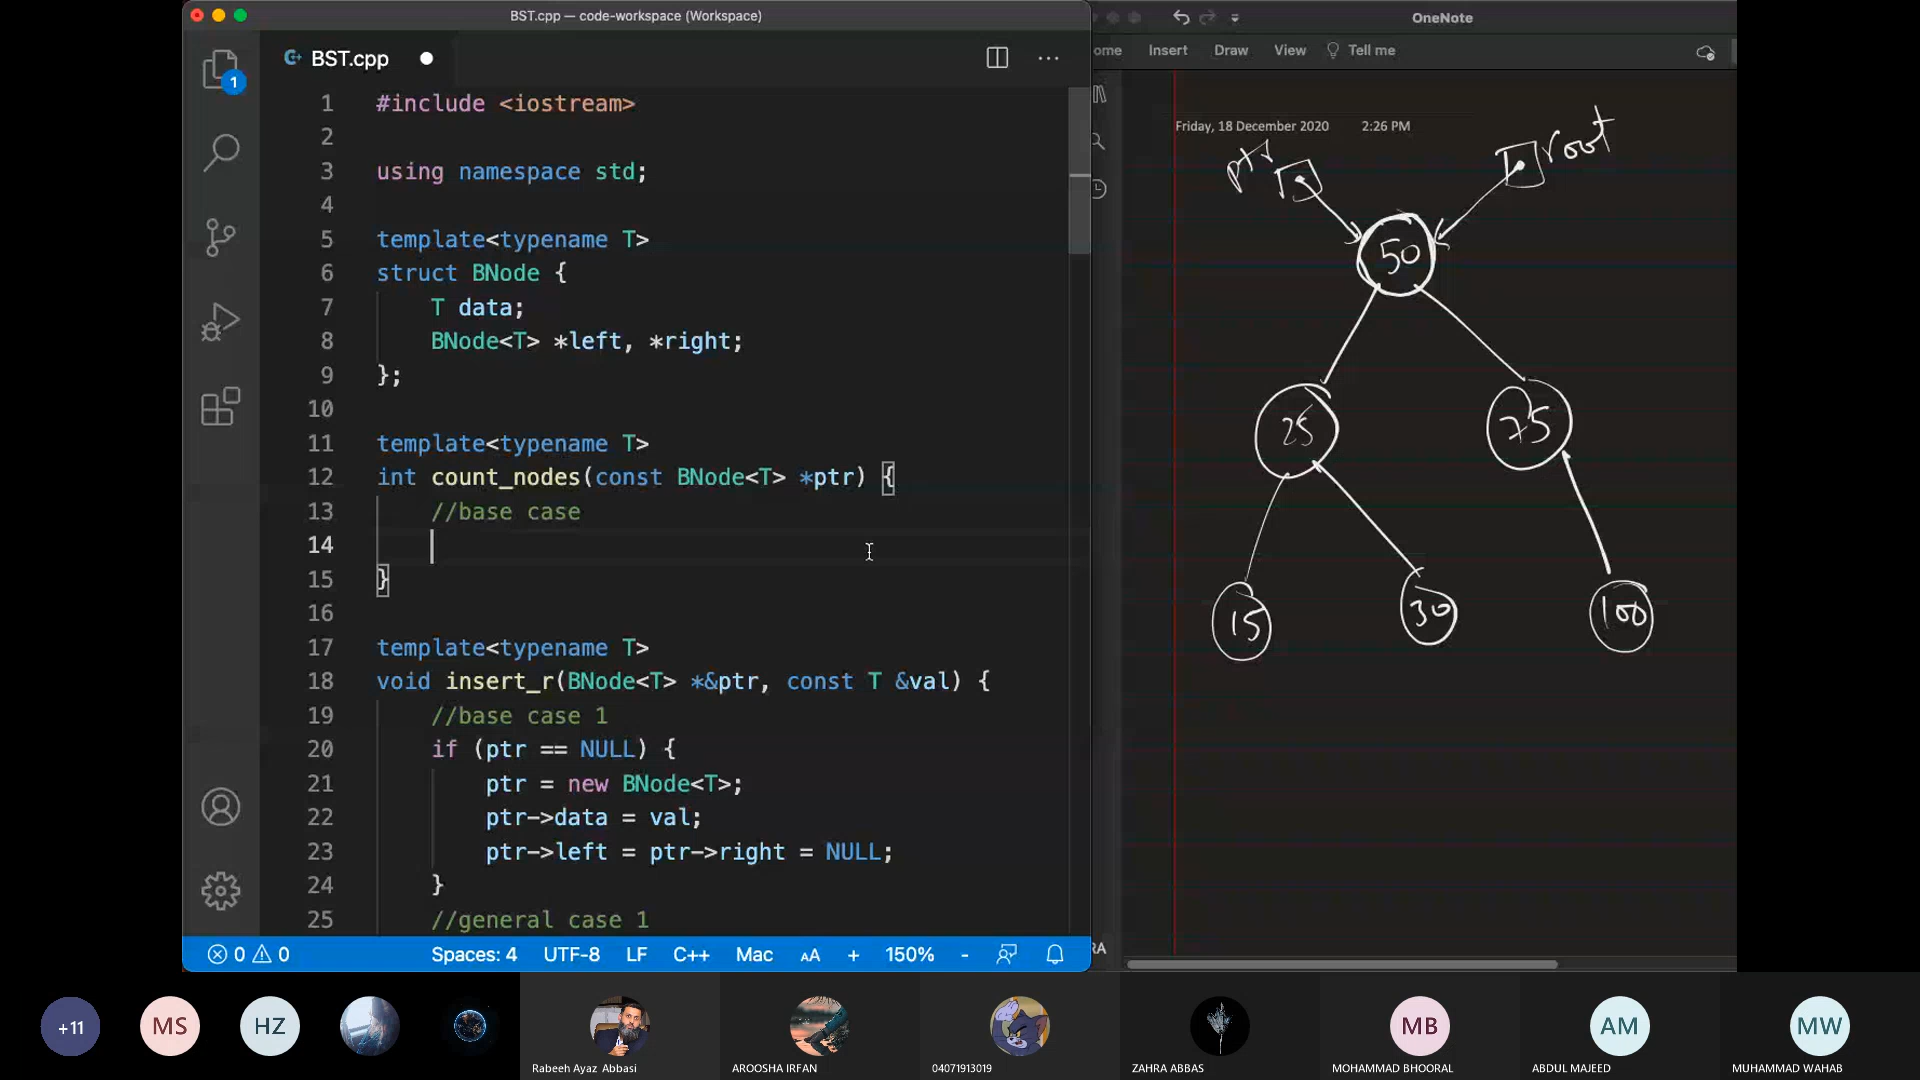 BST.cpp — code-workspace (Workspace)
BST.cpp
1
1 #include <iostream>
2
3 using namespace std;
4
5 template<typename T>
6 struct BNode {
7 T data;
8 BNode<T> *left, *right;
9 };
10
11 template<typename T>
12 int count_nodes(const BNode<T> *ptr) {
13 //base case
14
15 }
16
17 template<typename T>
18 void insert_r(BNode<T> *&ptr, const T &val) {
19 //base case 1
20 if (ptr == NULL) {
21 ptr = new BNode<T>;
22 ptr->data = val;
23 ptr->left = ptr->right = NULL;
24 }
25 //general case 1
0 0 Spaces: 4 UTF-8 LF C++ Mac AA + 150% -
OneNote
ome Insert Draw View Tell me
Friday, 18 December 2020 2:26 PM
ptr root
50
25 75
15 30 100
RA
+11 MS HZ MB AM MW
Rabeeh Ayaz Abbasi AROOSHA IRFAN 04071913019 ZAHRA ABBAS MOHAMMAD BHOORAL ABDUL MAJEED MUHAMMAD WAHAB